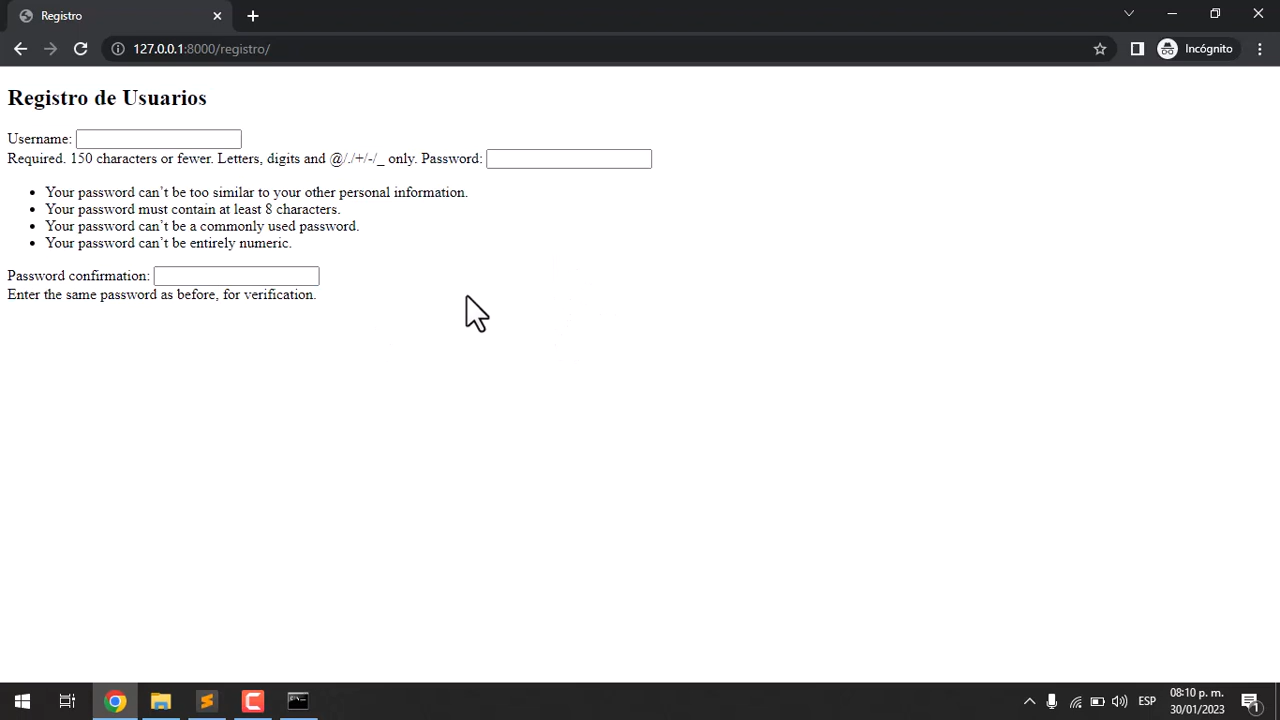 Registro
127.0.0.1:8000/registro/
Incógnito
Registro de Usuarios
Username:
Required. 150 characters or fewer. Letters, digits and @/./+/-/_ only. Password:
• Your password can’t be too similar to your other personal information.
• Your password must contain at least 8 characters.
• Your password can’t be a commonly used password.
• Your password can’t be entirely numeric.
Password confirmation:
Enter the same password as before, for verification.
ESP
08:10 p. m.
30/01/2023
1